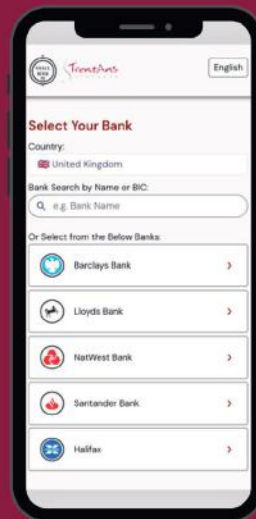 TrentAns
English
Select Your Bank
Country:
United Kingdom
Bank Search by Name or BIC:
e.g. Bank Name
Or Select from the Below Banks:
Barclays Bank
Lloyds Bank
NatWest Bank
Santander Bank
Halifax